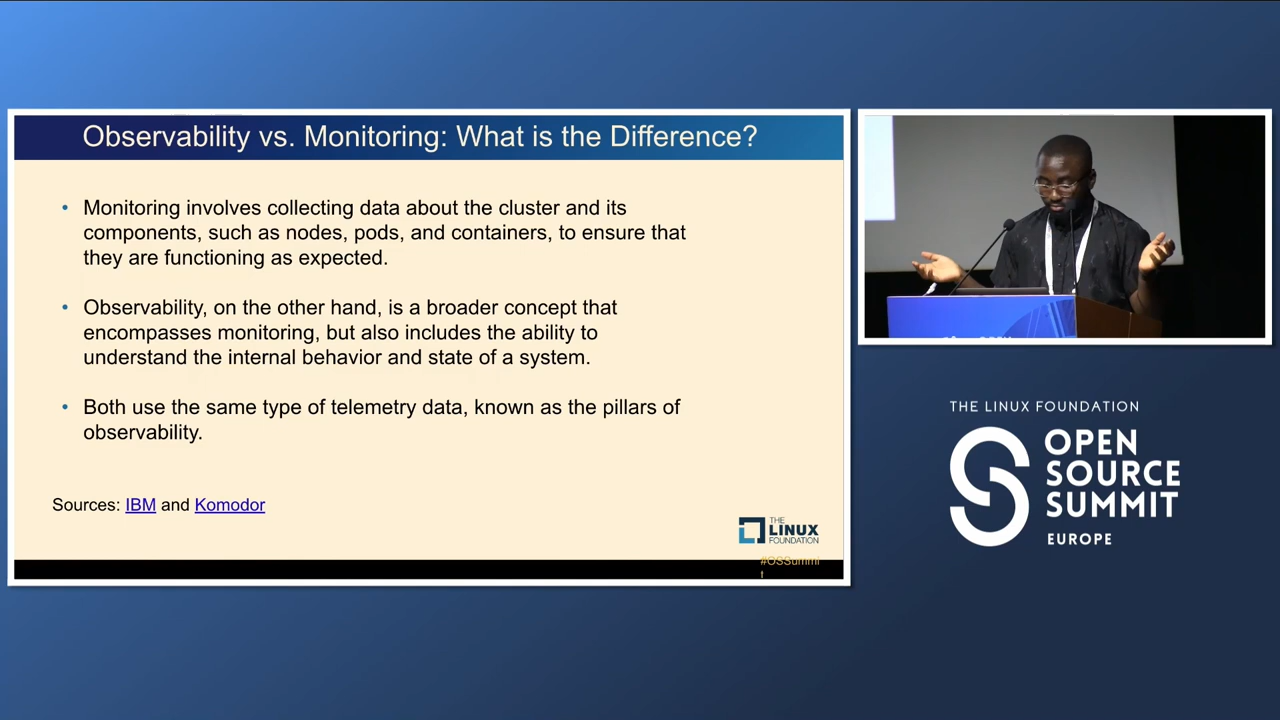 Observability vs. Monitoring: What is the Difference?
• Monitoring involves collecting data about the cluster and its
components, such as nodes, pods, and containers, to ensure that
they are functioning as expected.
• Observability, on the other hand, is a broader concept that
encompasses monitoring, but also includes the ability to
understand the internal behavior and state of a system.
• Both use the same type of telemetry data, known as the pillars of
observability.
Sources: IBM and Komodor
THE
LINUX
FOUNDATION
#OSSummi
t
THE LINUX FOUNDATION
OPEN
SOURCE
SUMMIT
EUROPE